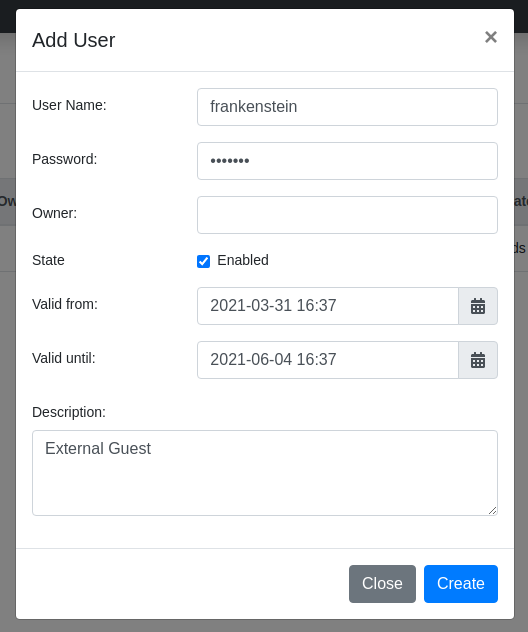 Add User
×
User Name:
frankenstein
Password:
•••••••
Owner:
State
Enabled
Valid from:
2021-03-31 16:37
Valid until:
2021-06-04 16:37
Description:
External Guest
Close
Create